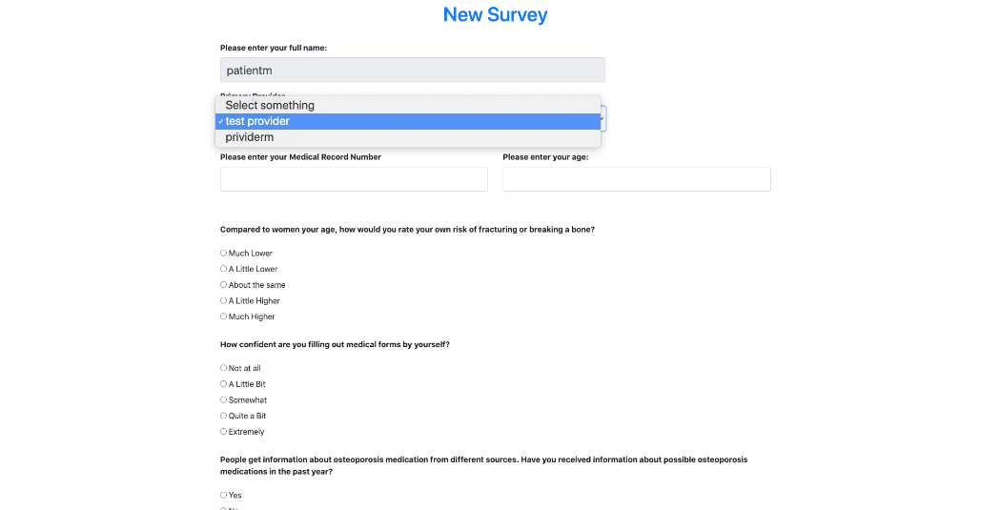 New Survey
Please enter your full name:
patientm
Primary Provider
Select something
✓ test provider
prividerm
Please enter your Medical Record Number
Please enter your age:
Compared to women your age, how would you rate your own risk of fracturing or breaking a bone?
Much Lower
A Little Lower
About the same
A Little Higher
Much Higher
How confident are you filling out medical forms by yourself?
Not at all
A Little Bit
Somewhat
Quite a Bit
Extremely
People get information about osteoporosis medication from different sources. Have you received information about possible osteoporosis
medications in the past year?
Yes
No